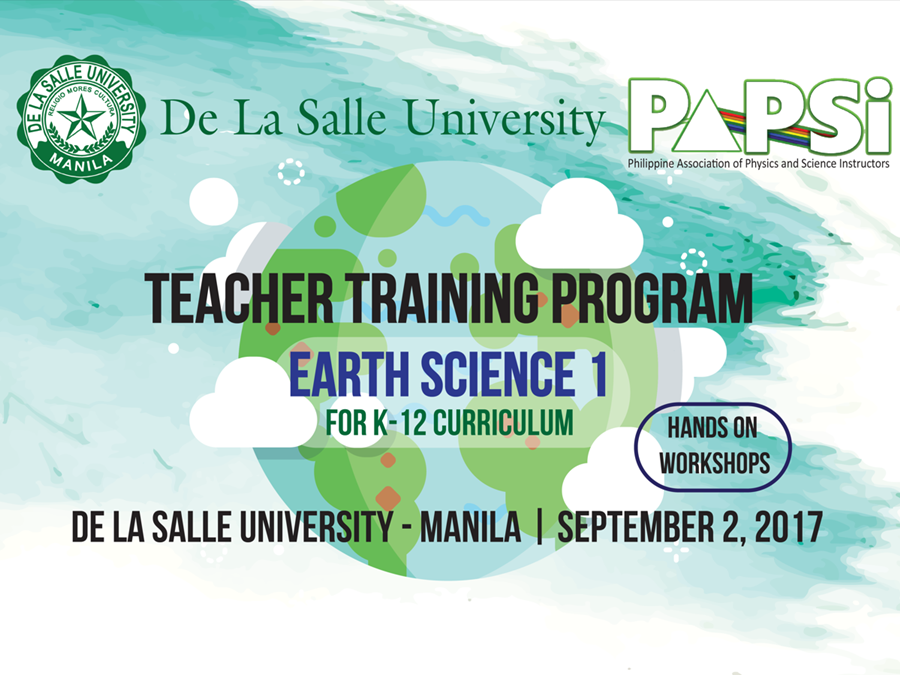 DE LA SALLE UNIVERSITY
RELIGIO MORES CULTURA
MANILA
De La Salle University
PAPSi
Philippine Association of Physics and Science Instructors
TEACHER TRAINING PROGRAM
EARTH SCIENCE 1
FOR K-12 CURRICULUM
HANDS ON
WORKSHOPS
DE LA SALLE UNIVERSITY - MANILA | SEPTEMBER 2, 2017